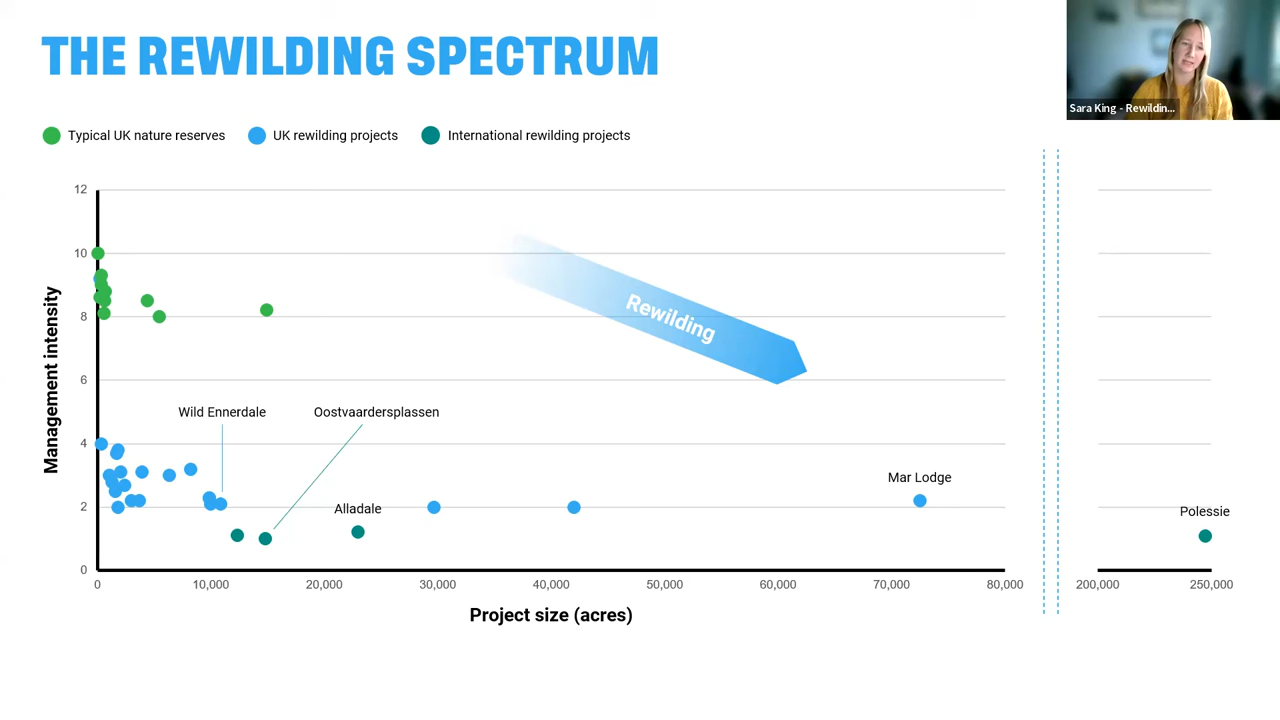 THE REWILDING SPECTRUM
Sara King - Rewildin...
Typical UK nature reserves
UK rewilding projects
International rewilding projects
12
10
8
6
4
2
0
Management intensity
Rewilding
Wild Ennerdale
Oostvaardersplassen
Alladale
Mar Lodge
Polessie
0
10,000
20,000
30,000
40,000
50,000
60,000
70,000
80,000
200,000
250,000
Project size (acres)